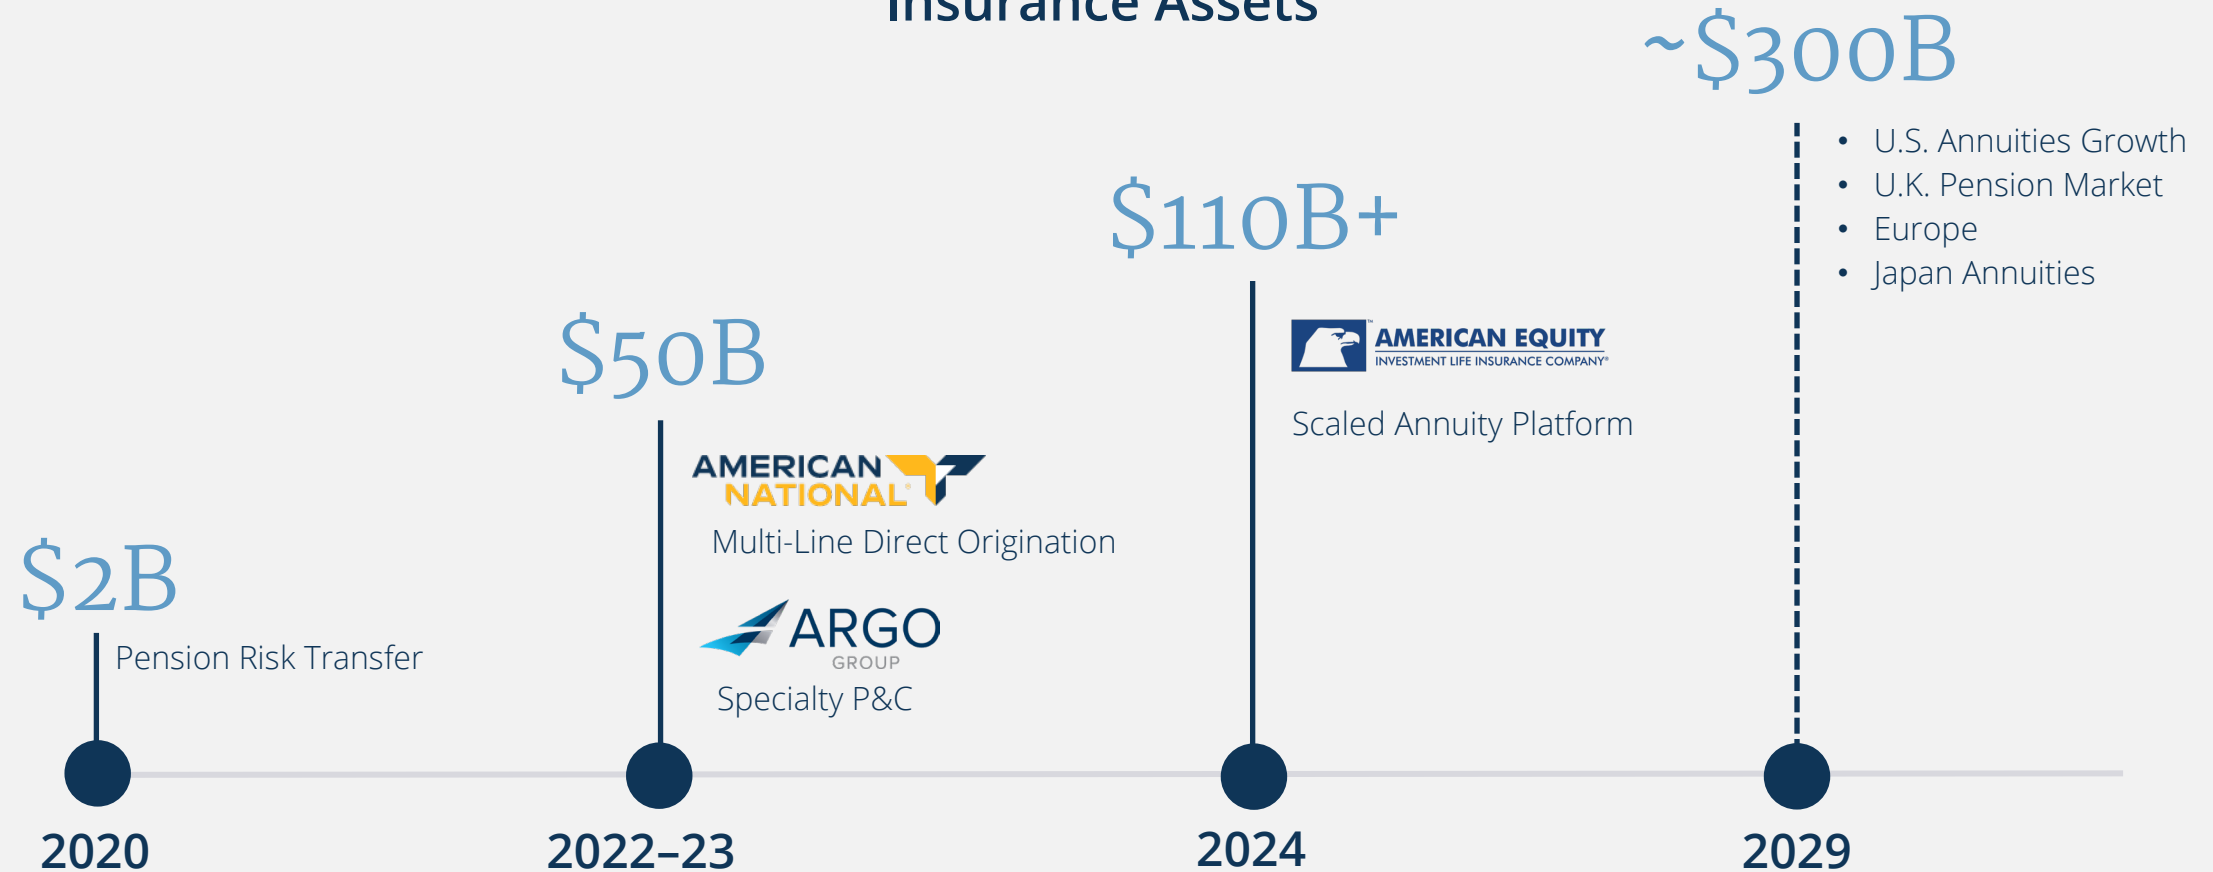 Insurance Assets
~$300B
• U.S. Annuities Growth
• U.K. Pension Market
• Europe
• Japan Annuities
$110B+
AMERICAN EQUITY
INVESTMENT LIFE INSURANCE COMPANY®
Scaled Annuity Platform
$50B
AMERICAN
NATIONAL®
Multi-Line Direct Origination
ARGO
GROUP
Specialty P&C
$2B
Pension Risk Transfer
2020
2022–23
2024
2029